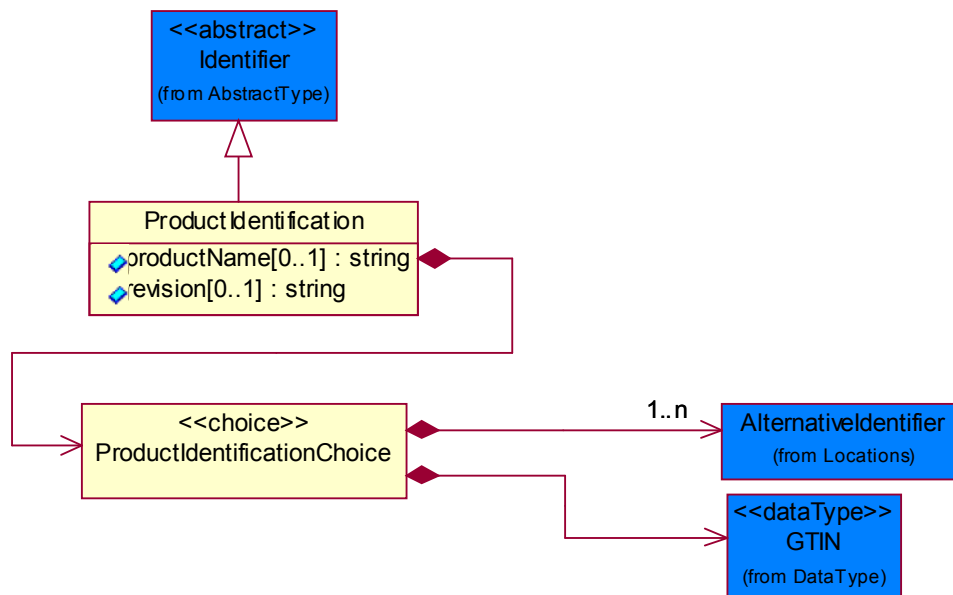 <<abstract>>
Identifier
(from AbstractType)
ProductIdentification
productName[0..1] : string
revision[0..1] : string
<<choice>>
ProductIdentificationChoice
1..n
AlternativeIdentifier
(from Locations)
<<dataType>>
GTIN
(from DataType)